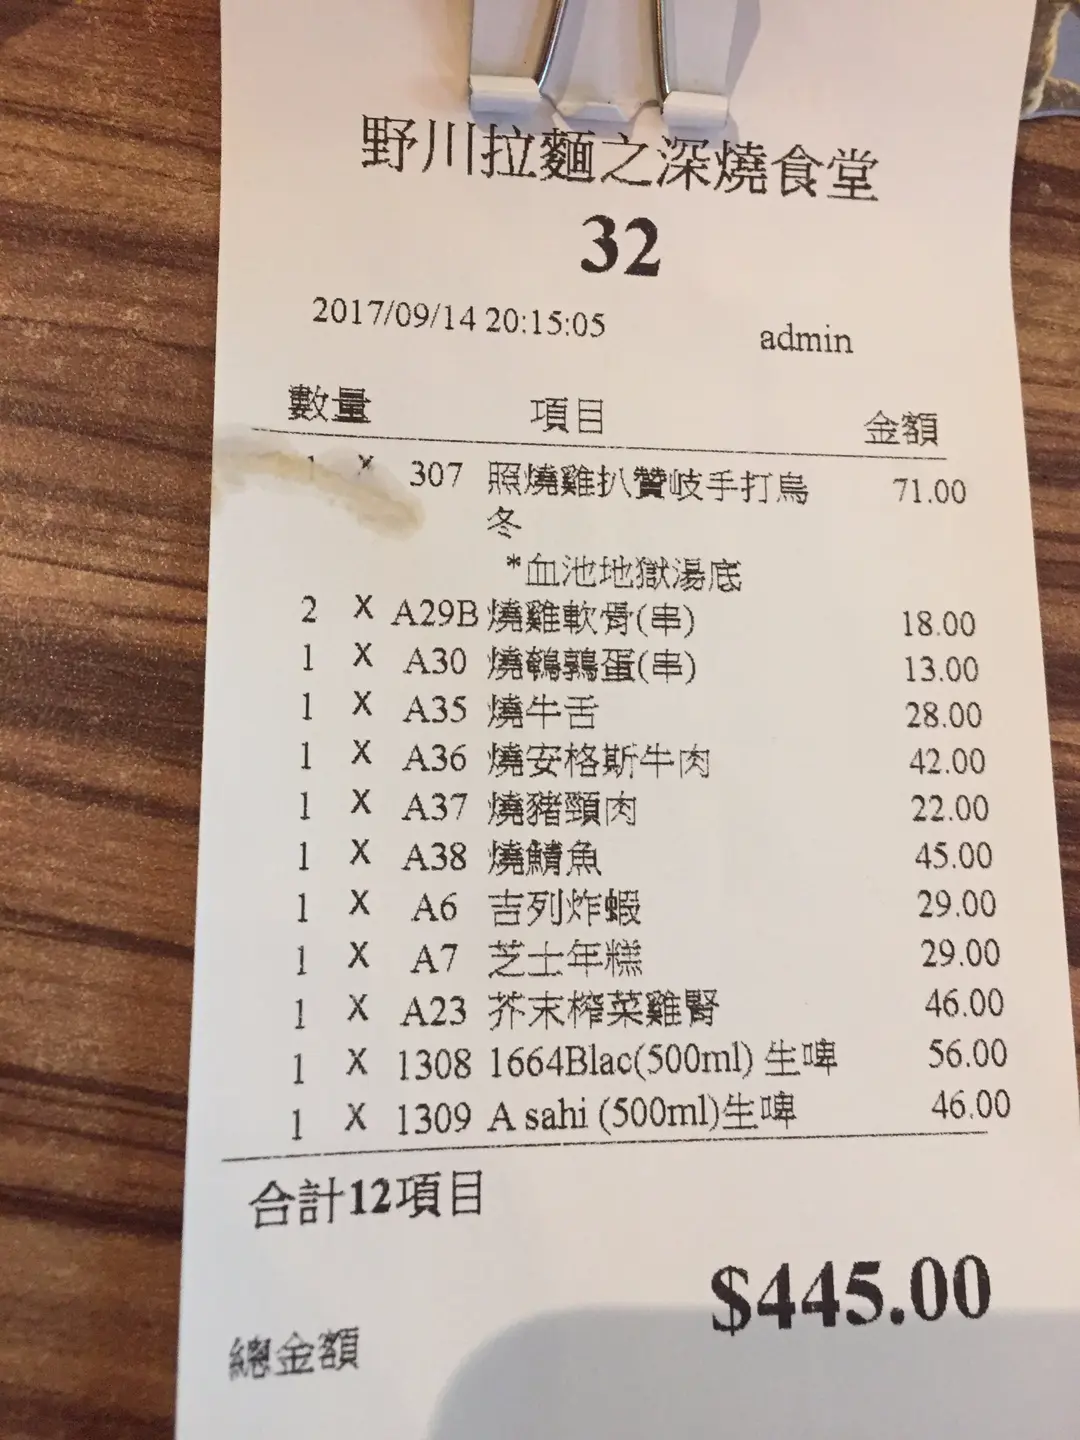 野川拉麵之深燒食堂
32
2017/09/14 20:15:05 admin
數量 項目 金額
1 X 307 照燒雞扒贊岐手打烏 71.00
冬
*血池地獄湯底
2 X A29B 燒雞軟骨(串) 18.00
1 X A30 燒鵪鶉蛋(串) 13.00
1 X A35 燒牛舌 28.00
1 X A36 燒安格斯牛肉 42.00
1 X A37 燒豬頸肉 22.00
1 X A38 燒鯖魚 45.00
1 X A6 吉列炸蝦 29.00
1 X A7 芝士年糕 29.00
1 X A23 芥末榨菜雞腎 46.00
1 X 1308 1664Blac(500ml) 生啤 56.00
1 X 1309 A sahi (500ml)生啤 46.00
合計12項目
$445.00
總金額